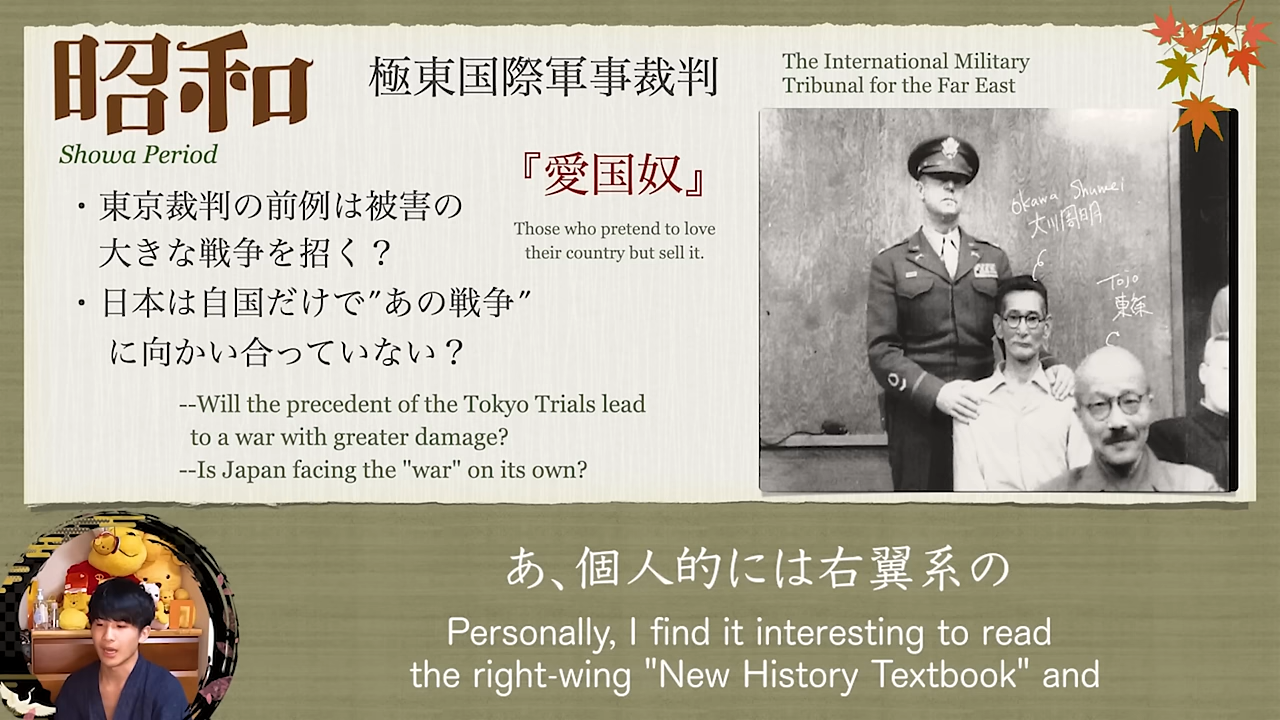 昭和
Showa Period
極東国際軍事裁判
The International Military
Tribunal for the Far East
『愛国奴』
Those who pretend to love
their country but sell it.
・東京裁判の前例は被害の
大きな戦争を招く？
・日本は自国だけで"あの戦争"
に向かい合っていない？
--Will the precedent of the Tokyo Trials lead
to a war with greater damage?
--Is Japan facing the "war" on its own?
Okawa Shumei
大川周明
Tojo
東条
あ、個人的には右翼系の
Personally, I find it interesting to read
the right-wing "New History Textbook" and